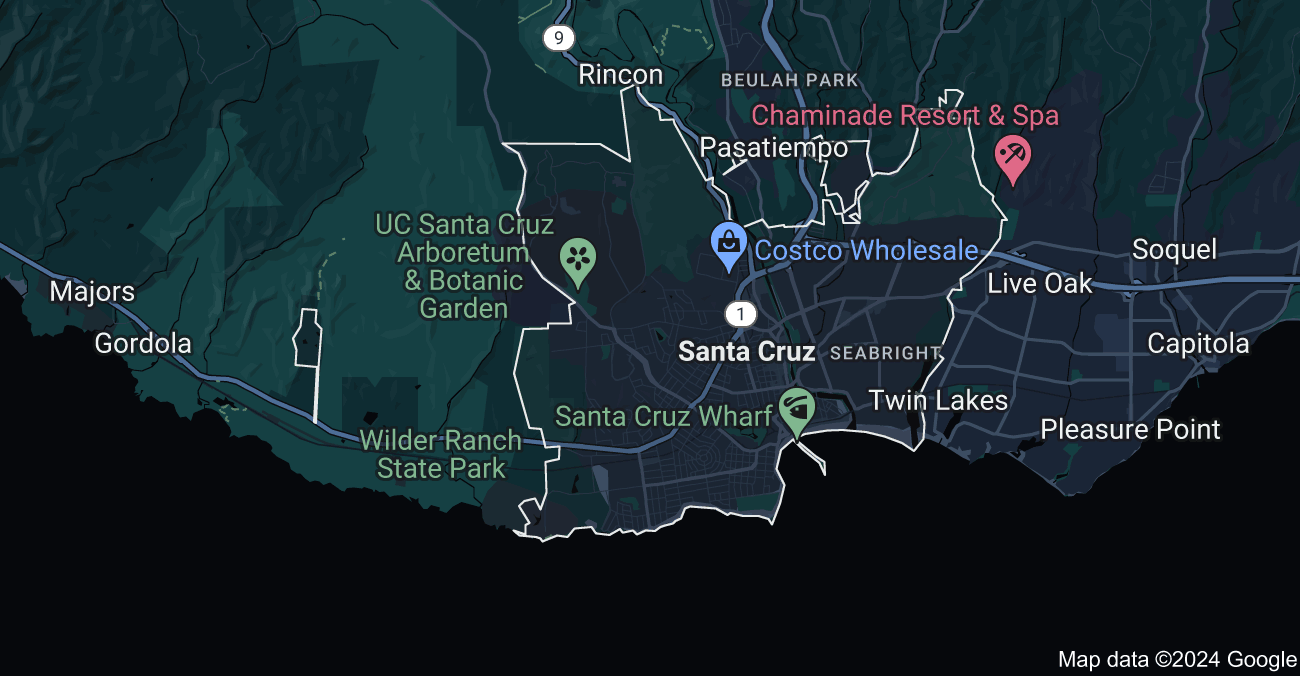 9
Rincon
BEULAH PARK
Chaminade Resort & Spa
Pasatiempo
UC Santa Cruz
Arboretum
& Botanic
Garden
Costco Wholesale
Soquel
Majors
Live Oak
1
Gordola
Santa Cruz
SEABRIGHT
Capitola
Twin Lakes
Santa Cruz Wharf
Pleasure Point
Wilder Ranch
State Park
Map data ©2024 Google